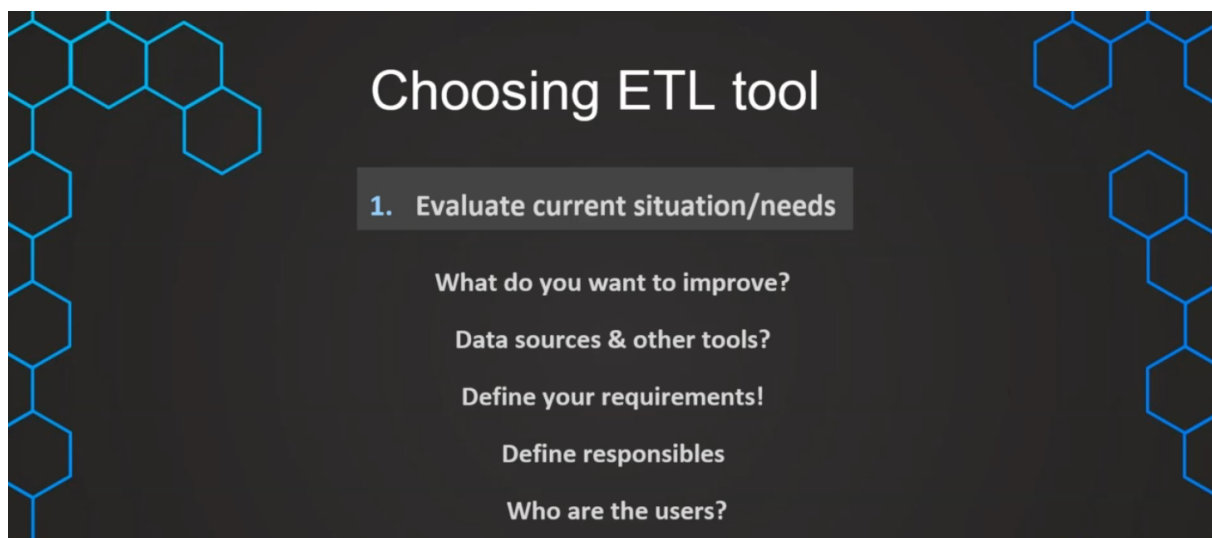 Choosing ETL tool
1. Evaluate current situation/needs
What do you want to improve?
Data sources & other tools?
Define your requirements!
Define responsibles
Who are the users?